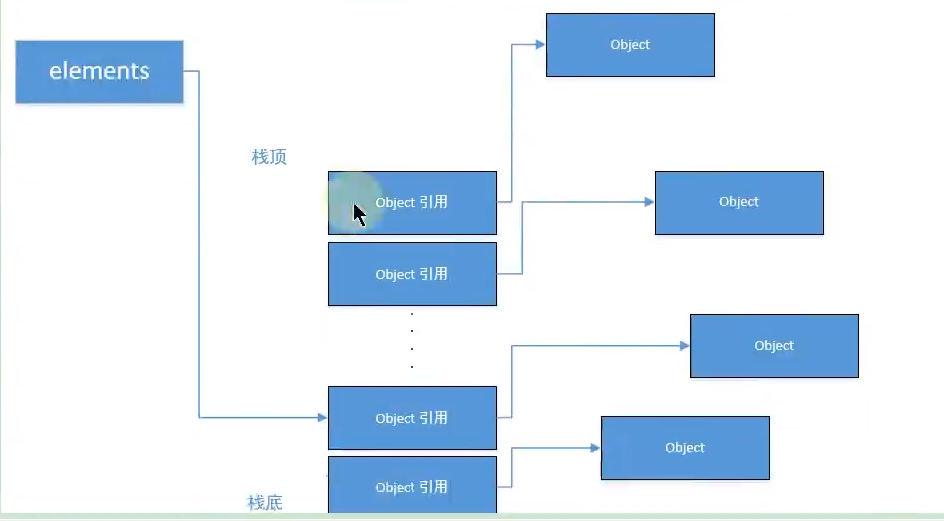 Object
elements
栈顶
Object 引用
Object
Object 引用
Object
Object 引用
Object
Object 引用
栈底